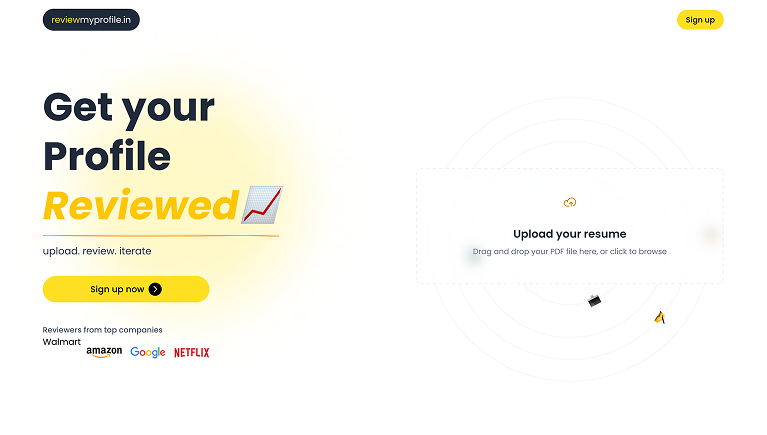 reviewmyprofile.in
Sign up
Get your
Profile
Reviewed
upload. review. iterate
Sign up now
Reviewers from top companies
Walmart
amazon Google NETFLIX
Upload your resume
Drag and drop your PDF file here, or click to browse